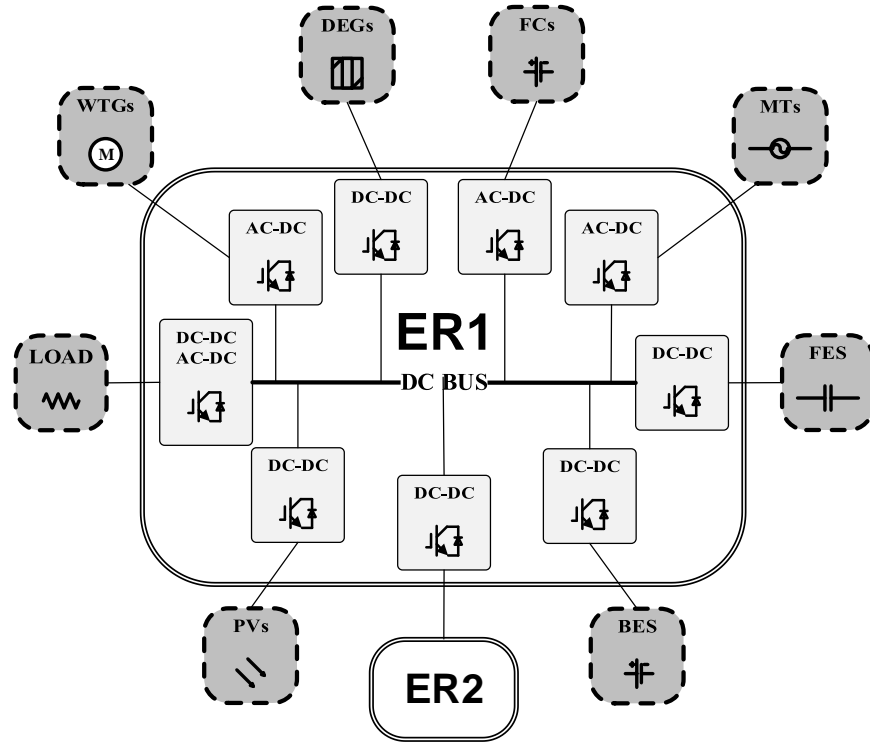 DEGs
FCs
WTGs
M
MTs
DC-DC
AC-DC
AC-DC
AC-DC
ER1
LOAD
DC-DC
AC-DC
DC-DC
FES
DC BUS
DC-DC
DC-DC
DC-DC
PVs
BES
ER2